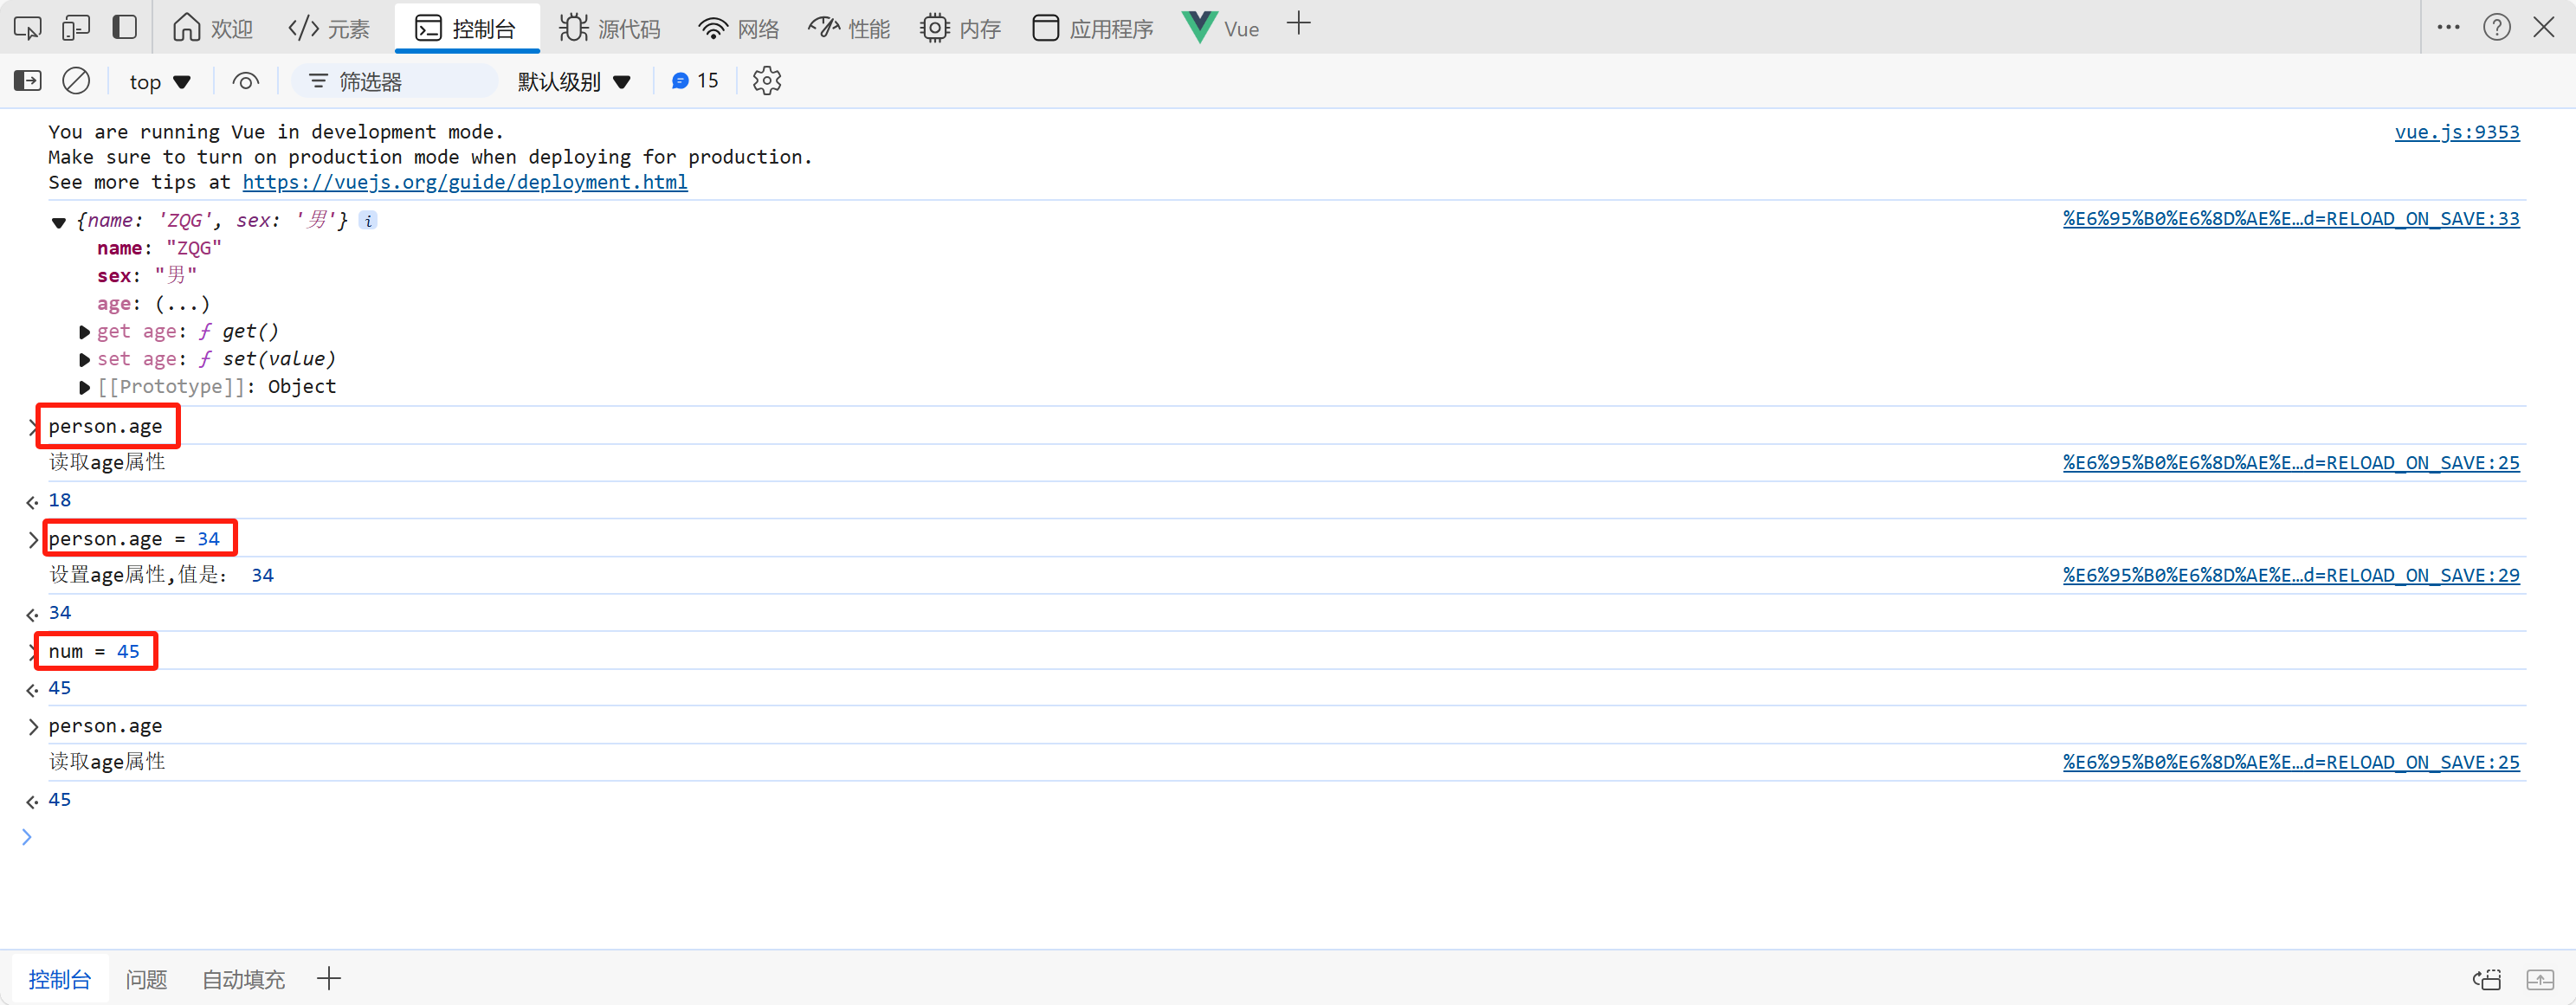 欢迎 元素 控制台 源代码 网络 性能 内存 应用程序 Vue
top 筛选器 默认级别 15
You are running Vue in development mode. vue.js:9353
Make sure to turn on production mode when deploying for production.
See more tips at https://vuejs.org/guide/deployment.html
{name: 'ZQG', sex: '男'} i %E6%95%B0%E6%8D%AE%E…d=RELOAD_ON_SAVE:33
name: "ZQG"
sex: "男"
age: (...)
get age: ƒ get()
set age: ƒ set(value)
[[Prototype]]: Object
person.age
读取age属性 %E6%95%B0%E6%8D%AE%E…d=RELOAD_ON_SAVE:25
18
person.age = 34
设置age属性,值是： 34 %E6%95%B0%E6%8D%AE%E…d=RELOAD_ON_SAVE:29
34
num = 45
45
person.age
读取age属性 %E6%95%B0%E6%8D%AE%E…d=RELOAD_ON_SAVE:25
45
控制台 问题 自动填充